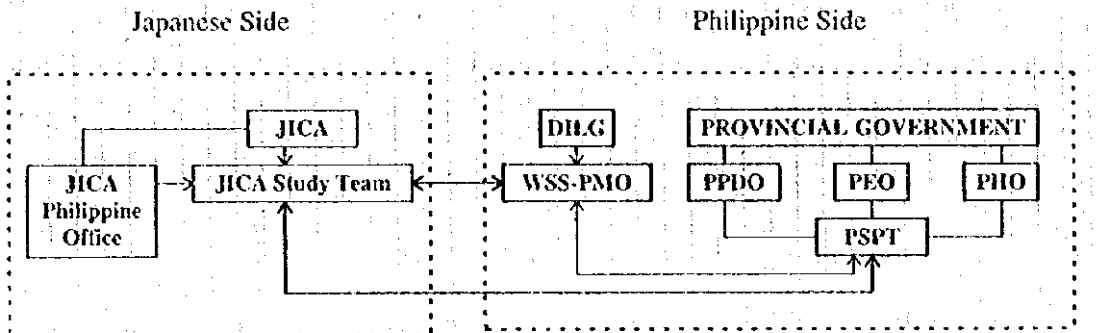 Japanese Side
Philippine Side
JICA
DILG
PROVINCIAL GOVERNMENT
JICA
Philippine
Office
JICA Study Team
WSS-PMO
PPDO
PEO
PHO
PSPT